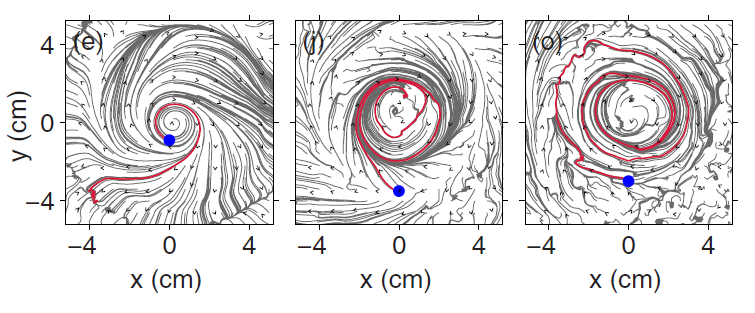 (e) (j) (o)
4
0
−4
y (cm)
−4 0 4 −4 0 4 −4 0 4
x (cm) x (cm) x (cm)